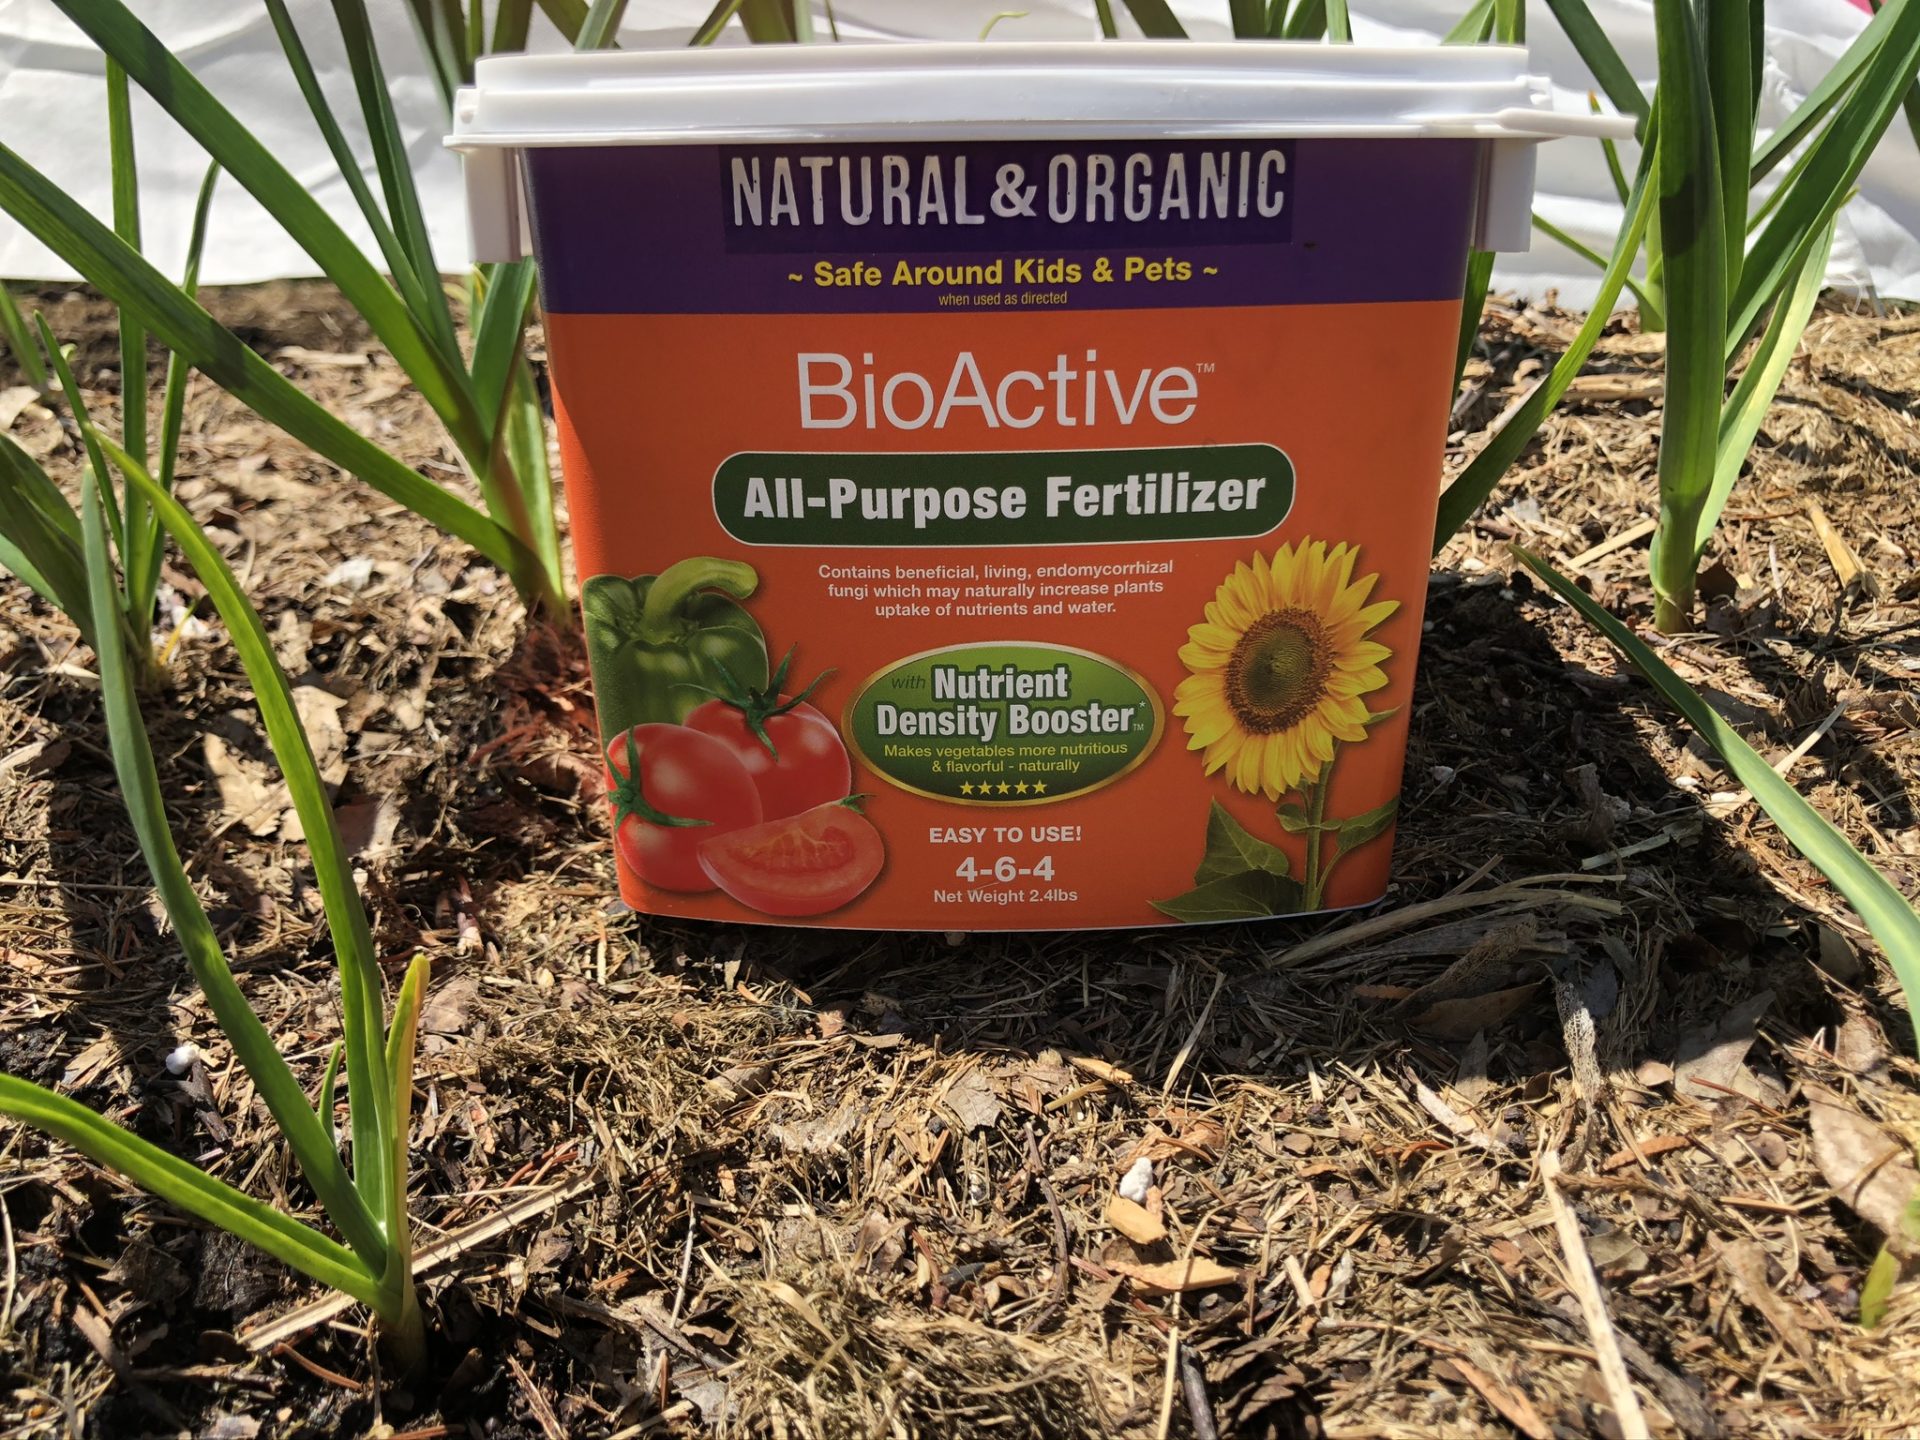 NATURAL & ORGANIC
~ Safe Around Kids & Pets ~
when used as directed
BioActive™
All-Purpose Fertilizer
Contains beneficial, living, endomycorrhizal
fungi which may naturally increase plants
uptake of nutrients and water.
with Nutrient
Density Booster*™
Makes vegetables more nutritious
& flavorful - naturally
EASY TO USE!
4-6-4
Net Weight 2.4lbs